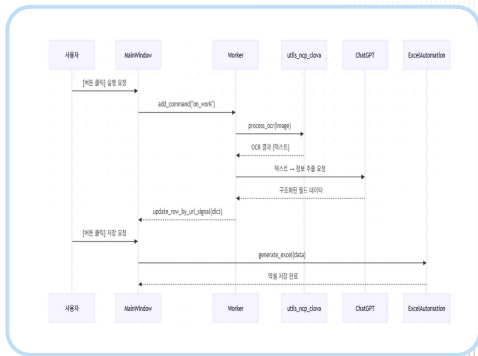 사용자 MainWindow Worker utils_ncp_clova ChatGPT ExcelAutomation
[버튼 클릭] 실행 요청
add_command("on_work")
process_ocr(image)
OCR 결과 (텍스트)
텍스트 → 정보 추출 요청
구조화된 필드 데이터
update_row_by_url_signal(dict)
[버튼 클릭] 저장 요청
generate_excel(data)
엑셀 저장 완료
사용자 MainWindow Worker utils_ncp_clova ChatGPT ExcelAutomation